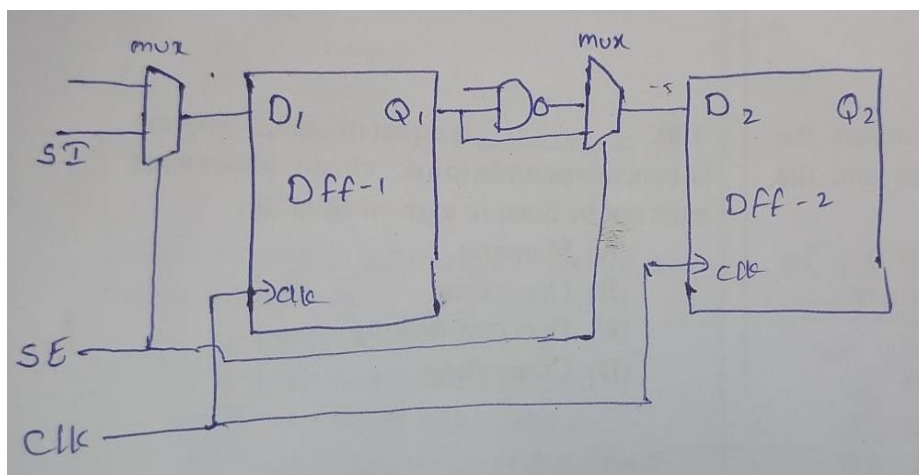 mux
mux
D1 Q1
D2 Q2
SI
Dff-1
Dff-2
clk
clk
SE
Clk